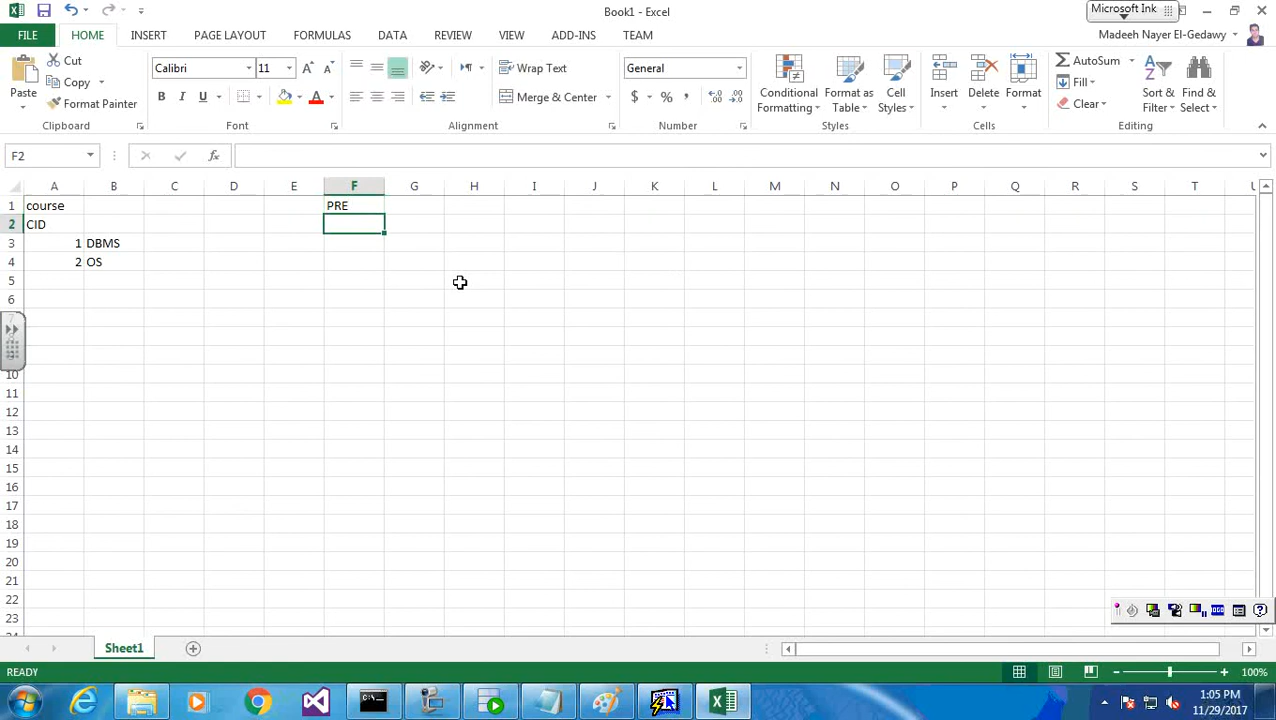 Book1 - Excel
Microsoft Ink
FILE HOME INSERT PAGE LAYOUT FORMULAS DATA REVIEW VIEW ADD-INS TEAM
Madeeh Nayer El-Gedawy
Paste
Cut
Copy
Format Painter
Clipboard
Calibri 11
B I U
Font
Wrap Text
Merge & Center
Alignment
General
$ % ,
Number
Conditional Formatting
Format as Table
Cell Styles
Styles
Insert Delete Format
Cells
AutoSum
Fill
Clear
Sort & Filter
Find & Select
Editing
F2
fx
A B C D E F G H I J K L M N O P Q R S T U
1 course PRE
2 CID
3 1 DBMS
4 2 OS
5
6
7
8
9
10
11
12
13
14
15
16
17
18
19
20
21
22
23
24
Sheet1
READY
100%
1:05 PM
11/29/2017